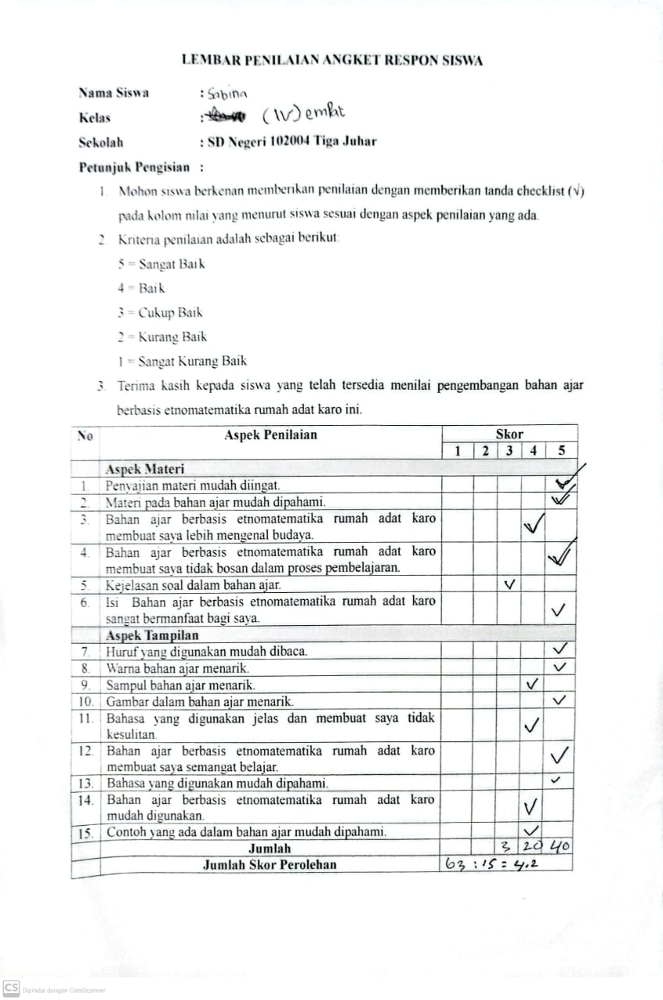 LEMBAR PENILAIAN ANGKET RESPON SISWA
Nama Siswa : Sabina
Kelas : (IV) empat
Sekolah : SD Negeri 102004 Tiga Juhar
Petunjuk Pengisian :
1. Mohon siswa berkenan memberikan penilaian dengan memberikan tanda checklist (√)
pada kolom nilai yang menurut siswa sesuai dengan aspek penilaian yang ada.
2. Kriteria penilaian adalah sebagai berikut:
5 = Sangat Baik
4 = Baik
3 = Cukup Baik
2 = Kurang Baik
1 = Sangat Kurang Baik
3. Terima kasih kepada siswa yang telah tersedia menilai pengembangan bahan ajar
berbasis etnomatematika rumah adat karo ini.
No Aspek Penilaian Skor
1 2 3 4 5
Aspek Materi
1. Penyajian materi mudah diingat. √
2. Materi pada bahan ajar mudah dipahami. √
3. Bahan ajar berbasis etnomatematika rumah adat karo
membuat saya lebih mengenal budaya. √
4. Bahan ajar berbasis etnomatematika rumah adat karo
membuat saya tidak bosan dalam proses pembelajaran. √
5. Kejelasan soal dalam bahan ajar. √
6. Isi Bahan ajar berbasis etnomatematika rumah adat karo
sangat bermanfaat bagi saya. √
Aspek Tampilan
7. Huruf yang digunakan mudah dibaca. √
8. Warna bahan ajar menarik. √
9. Sampul bahan ajar menarik. √
10. Gambar dalam bahan ajar menarik. √
11. Bahasa yang digunakan jelas dan membuat saya tidak
kesulitan. √
12. Bahan ajar berbasis etnomatematika rumah adat karo
membuat saya semangat belajar. √
13. Bahasa yang digunakan mudah dipahami. √
14. Bahan ajar berbasis etnomatematika rumah adat karo
mudah digunakan. √
15. Contoh yang ada dalam bahan ajar mudah dipahami. √
Jumlah 3 20 40
Jumlah Skor Perolehan 63 : 15 = 4.2
CS Dipindai dengan CamScanner